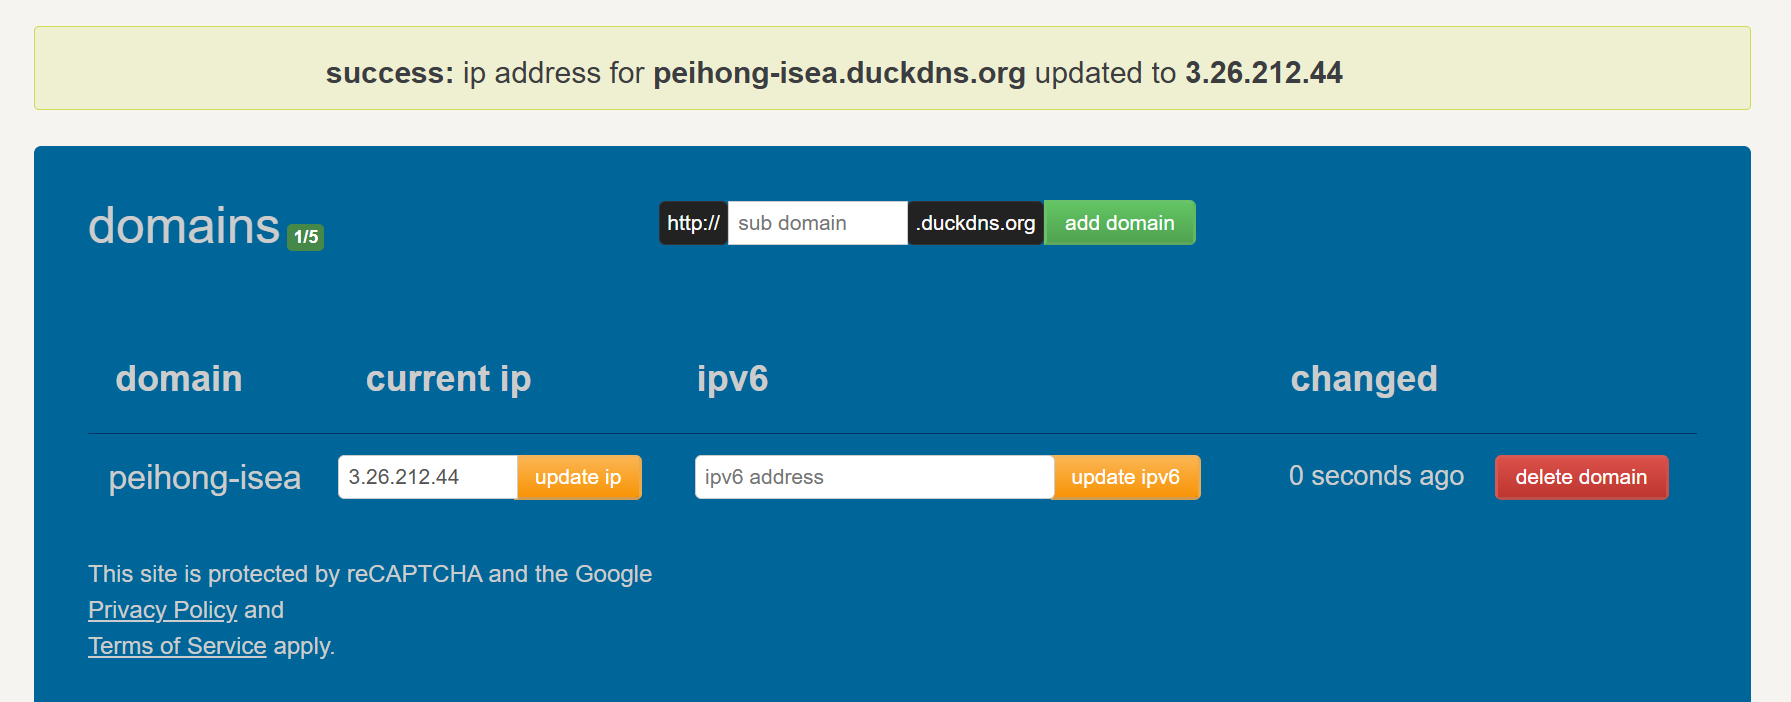 success: ip address for peihong-isea.duckdns.org updated to 3.26.212.44
domains 1/5
http:// sub domain .duckdns.org add domain
domain current ip ipv6 changed
peihong-isea 3.26.212.44 update ip ipv6 address update ipv6 0 seconds ago delete domain
This site is protected by reCAPTCHA and the Google
Privacy Policy and
Terms of Service apply.